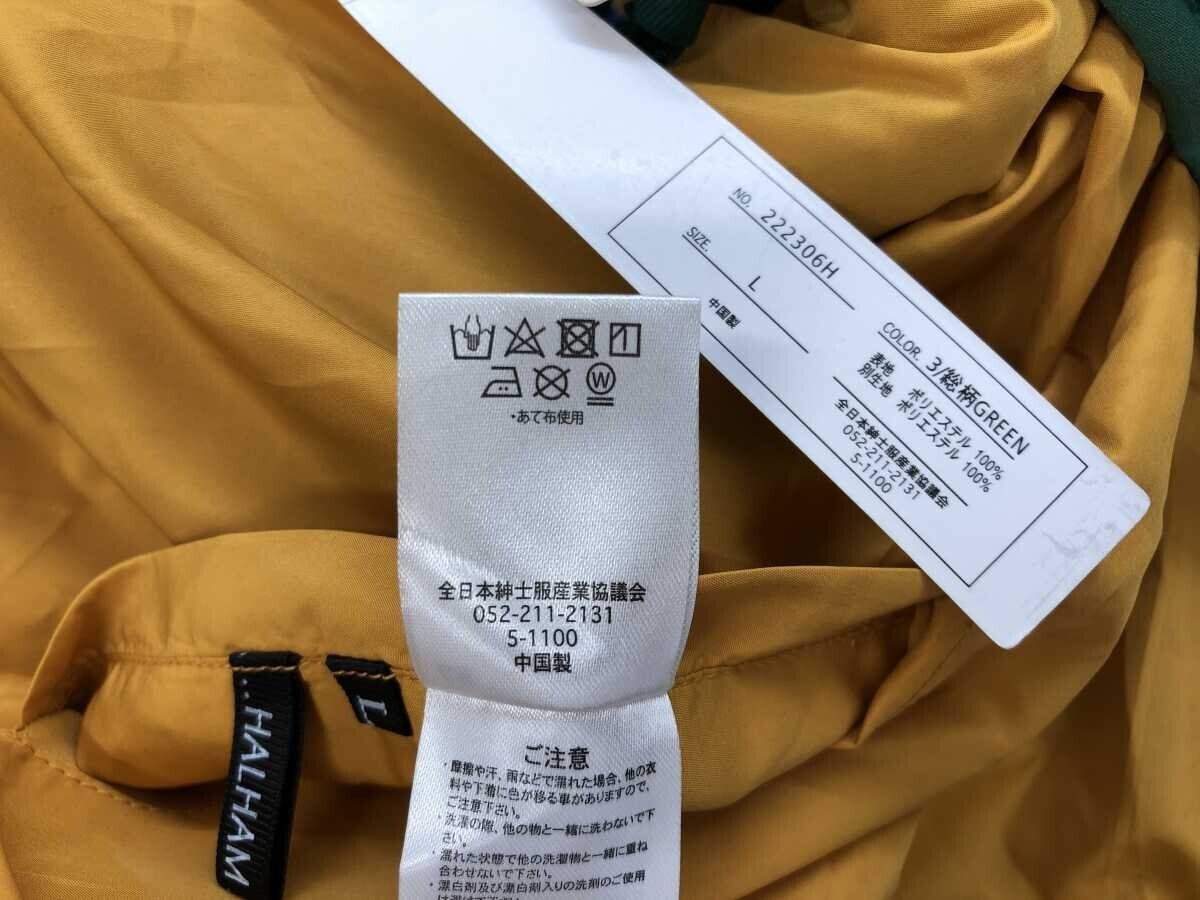 NO. 222306H
SIZE. L
中国製
COLOR. 3/総柄GREEN
表地 ポリエステル 100%
別生地 ポリエステル 100%
全日本紳士服産業協議会
052-211-2131
5-1100
W
・あて布使用
全日本紳士服産業協議会
052-211-2131
5-1100
中国製
ご注意
・摩擦や汗、雨などで濡れた場合、他の衣
料や下着に色が移る事がありますので、
ご注意下さい。
・洗濯の際、他の物と一緒に洗わないで下
さい。
・濡れた状態で他の洗濯物と一緒に重ね
合わせないで下さい。
・漂白剤及び漂白剤入りの洗剤のご使用
は避け下さい。
L
...HALHAM